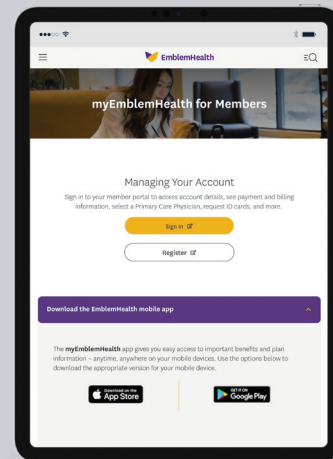 EmblemHealth
myEmblemHealth for Members
Managing Your Account
Sign in to your member portal to access account details, see payment and billing
information, select a Primary Care Physician, request ID cards, and more.
Sign In
Register
Download the EmblemHealth mobile app
The myEmblemHealth app gives you easy access to important benefits and plan
information – anytime, anywhere on your mobile devices. Use the options below to
download the appropriate version for your mobile device.
Download on the
App Store
GET IT ON
Google Play